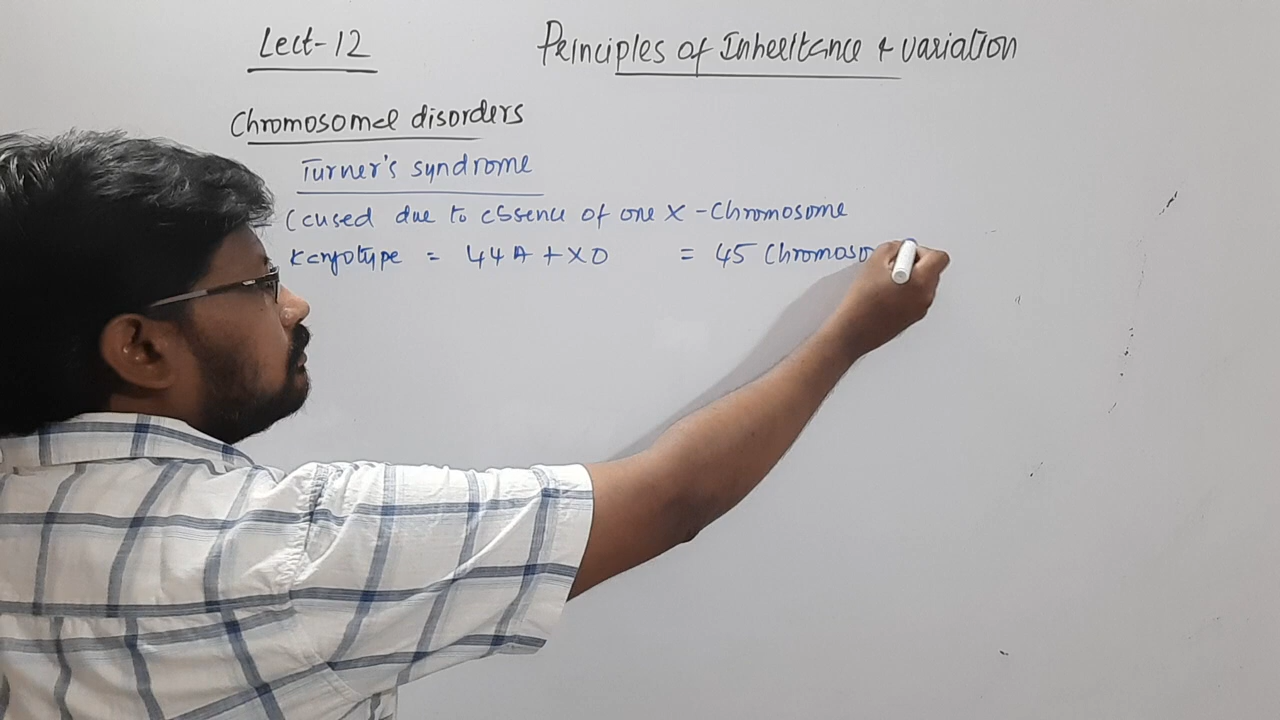 Lect-12
Principles of Inheritance & variation
Chromosomal disorders
Turner's syndrome
Caused due to absence of one X-Chromosome
Karyotype = 44A + XO = 45 Chromoso